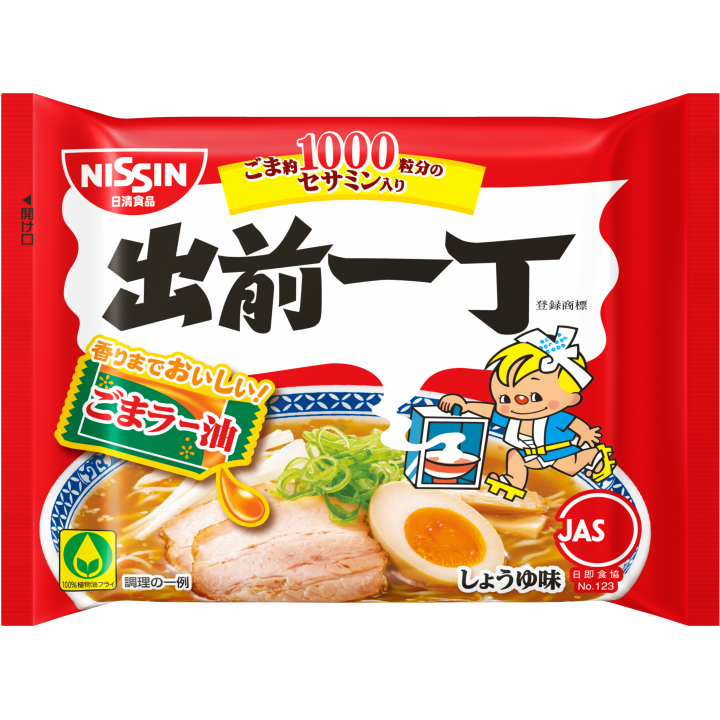 NISSIN
日清食品
ごま約1000粒分の
セサミン入り
◀開け口
出前一丁
登録商標
香りまでおいしい!
ごまラー油
JAS
日即食協
No.123
100%植物油フライ
調理の一例
しょうゆ味